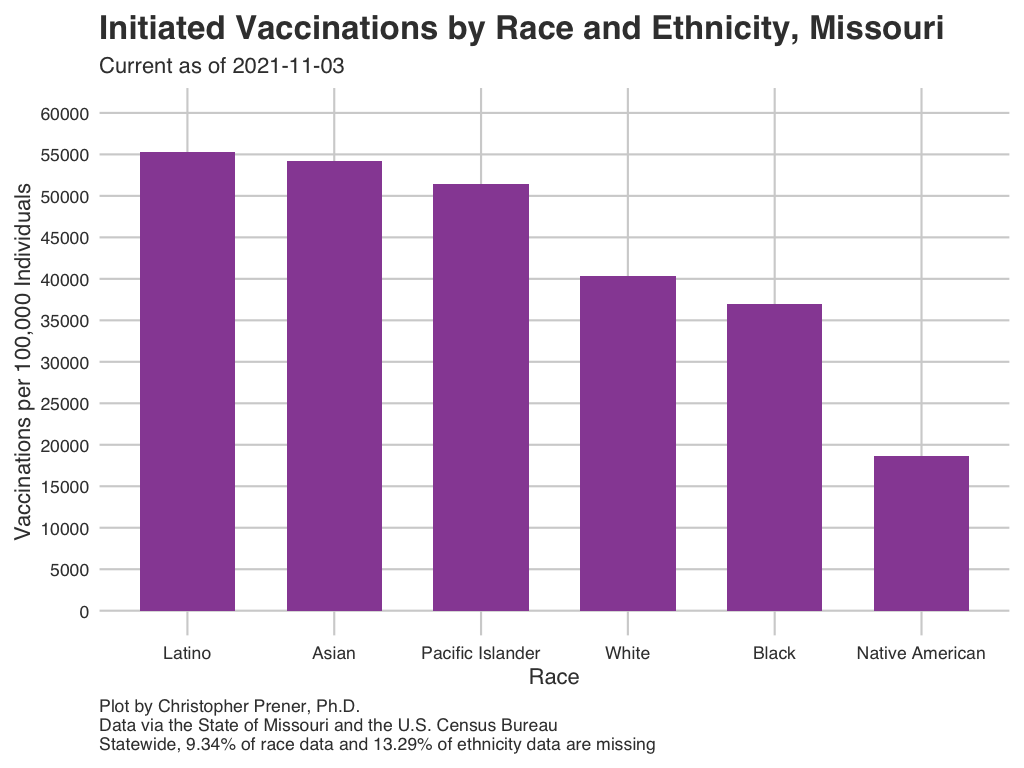 Initiated Vaccinations by Race and Ethnicity, Missouri
Current as of 2021-11-03
Vaccinations per 100,000 Individuals
60000
55000
50000
45000
40000
35000
30000
25000
20000
15000
10000
5000
0
Latino Asian Pacific Islander White Black Native American
Race
Plot by Christopher Prener, Ph.D.
Data via the State of Missouri and the U.S. Census Bureau
Statewide, 9.34% of race data and 13.29% of ethnicity data are missing